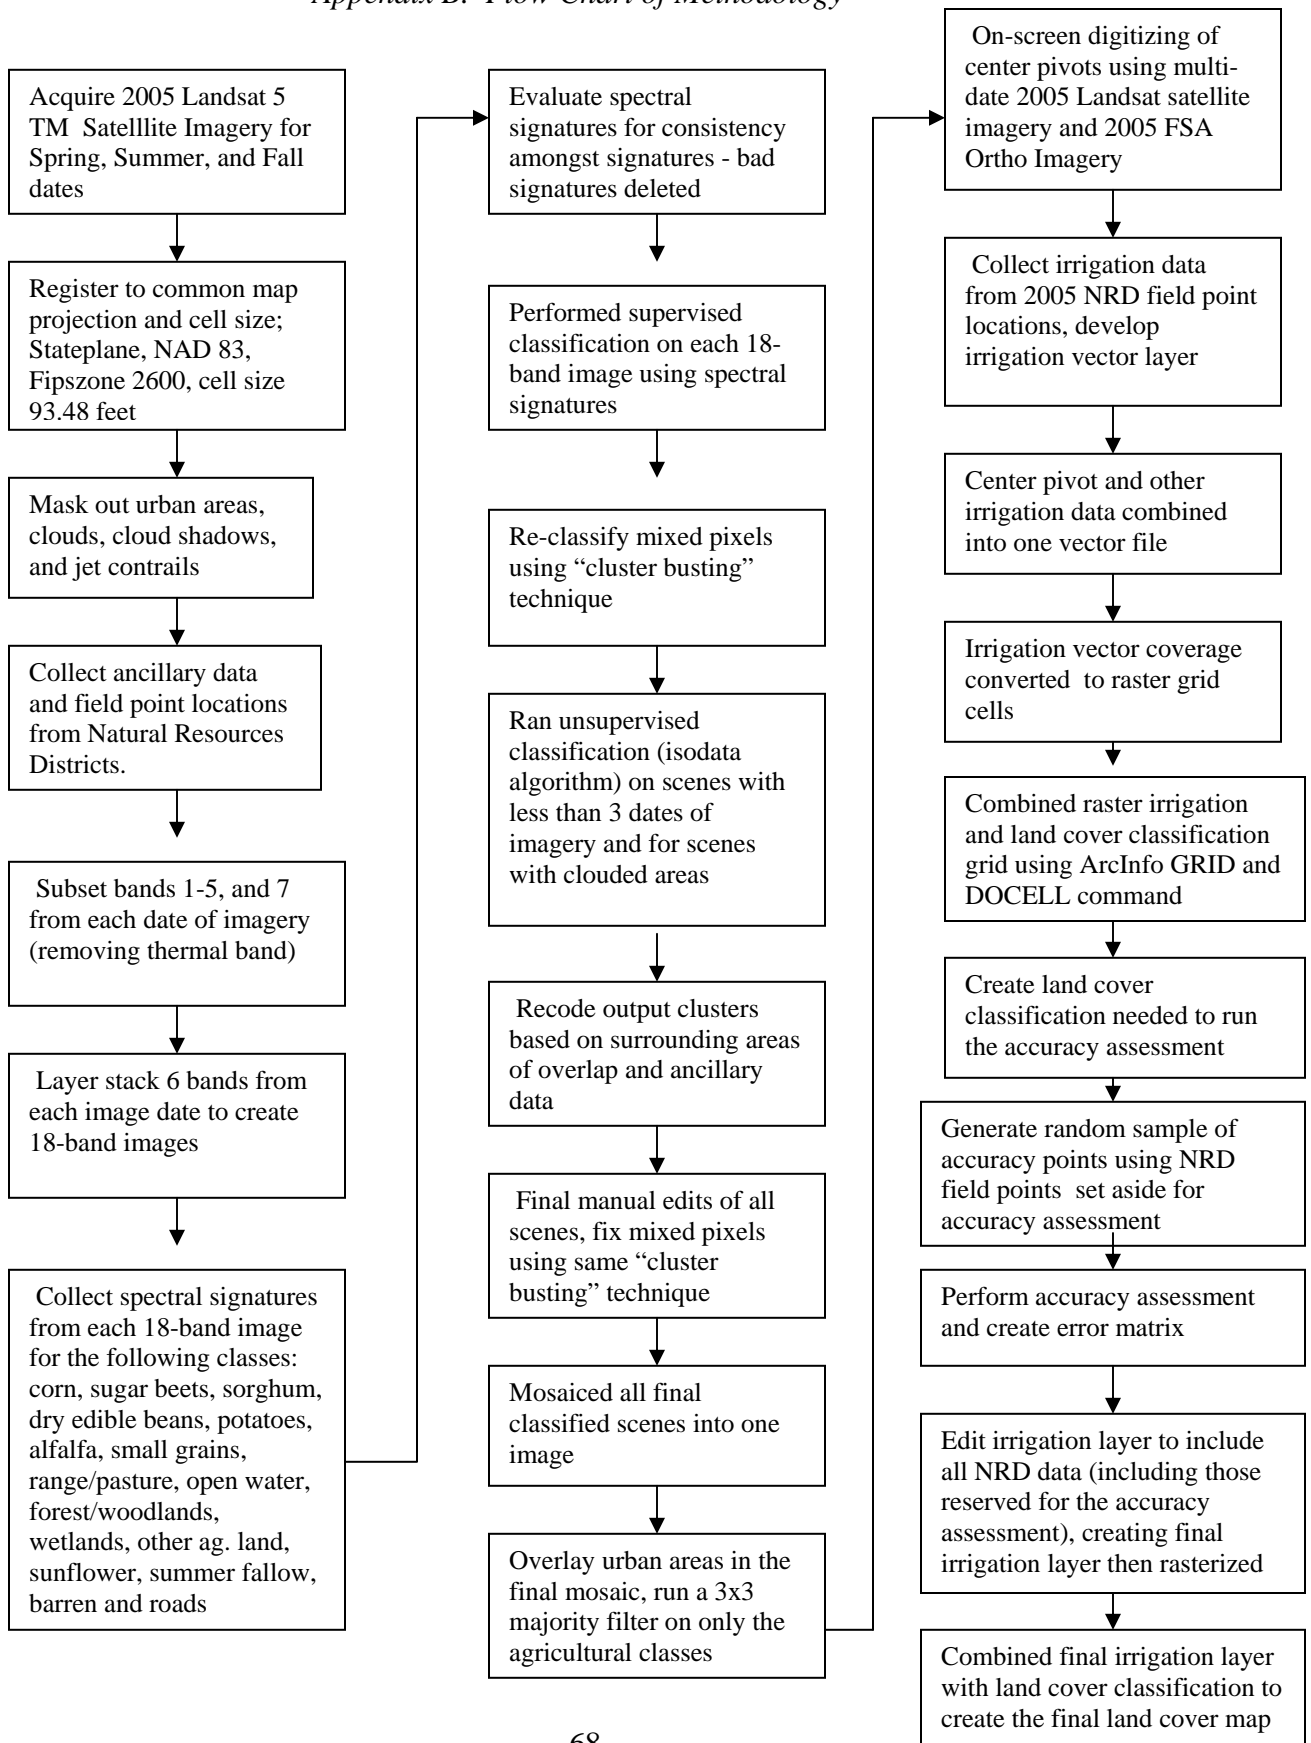 Appendix B. Flow Chart of Methodology
Acquire 2005 Landsat 5
TM Satelllite Imagery for
Spring, Summer, and Fall
dates
Register to common map
projection and cell size;
Stateplane, NAD 83,
Fipszone 2600, cell size
93.48 feet
Mask out urban areas,
clouds, cloud shadows,
and jet contrails
Collect ancillary data
and field point locations
from Natural Resources
Districts.
Subset bands 1-5, and 7
from each date of imagery
(removing thermal band)
Layer stack 6 bands from
each image date to create
18-band images
Collect spectral signatures
from each 18-band image
for the following classes:
corn, sugar beets, sorghum,
dry edible beans, potatoes,
alfalfa, small grains,
range/pasture, open water,
forest/woodlands,
wetlands, other ag. land,
sunflower, summer fallow,
barren and roads
Evaluate spectral
signatures for consistency
amongst signatures - bad
signatures deleted
Performed supervised
classification on each 18-
band image using spectral
signatures
Re-classify mixed pixels
using “cluster busting”
technique
Ran unsupervised
classification (isodata
algorithm) on scenes with
less than 3 dates of
imagery and for scenes
with clouded areas
Recode output clusters
based on surrounding areas
of overlap and ancillary
data
Final manual edits of all
scenes, fix mixed pixels
using same “cluster
busting” technique
Mosaiced all final
classified scenes into one
image
Overlay urban areas in the
final mosaic, run a 3x3
majority filter on only the
agricultural classes
On-screen digitizing of
center pivots using multi-
date 2005 Landsat satellite
imagery and 2005 FSA
Ortho Imagery
Collect irrigation data
from 2005 NRD field point
locations, develop
irrigation vector layer
Center pivot and other
irrigation data combined
into one vector file
Irrigation vector coverage
converted to raster grid
cells
Combined raster irrigation
and land cover classification
grid using ArcInfo GRID and
DOCELL command
Create land cover
classification needed to run
the accuracy assessment
Generate random sample of
accuracy points using NRD
field points set aside for
accuracy assessment
Perform accuracy assessment
and create error matrix
Edit irrigation layer to include
all NRD data (including those
reserved for the accuracy
assessment), creating final
irrigation layer then rasterized
Combined final irrigation layer
with land cover classification to
create the final land cover map
68